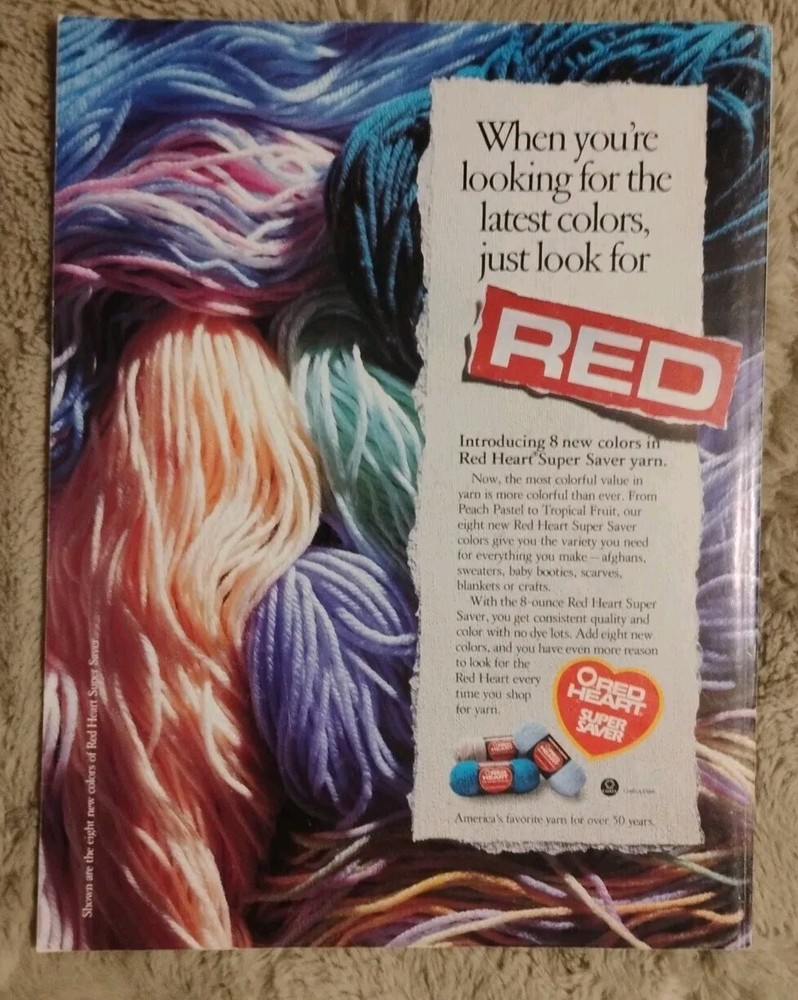 When you're
looking for the
latest colors,
just look for
RED
Introducing 8 new colors in
Red Heart® Super Saver yarn.
Now, the most colorful value in
yarn is more colorful than ever. From
Peach Pastel to Tropical Fruit, our
eight new Red Heart Super Saver
colors give you the variety you need
for everything you make—afghans,
sweaters, baby booties, scarves,
blankets or crafts.
With the 8-ounce Red Heart Super
Saver, you get consistent quality and
color with no dye lots. Add eight new
colors, and you have even more reason
to look for the
Red Heart every
time you shop
for yarn.
RED
HEART
SUPER
SAVER
RED
HEART
RED
HEART
America's favorite yarn for over 50 years.
Shown are the eight new colors of Red Heart Super Saver.